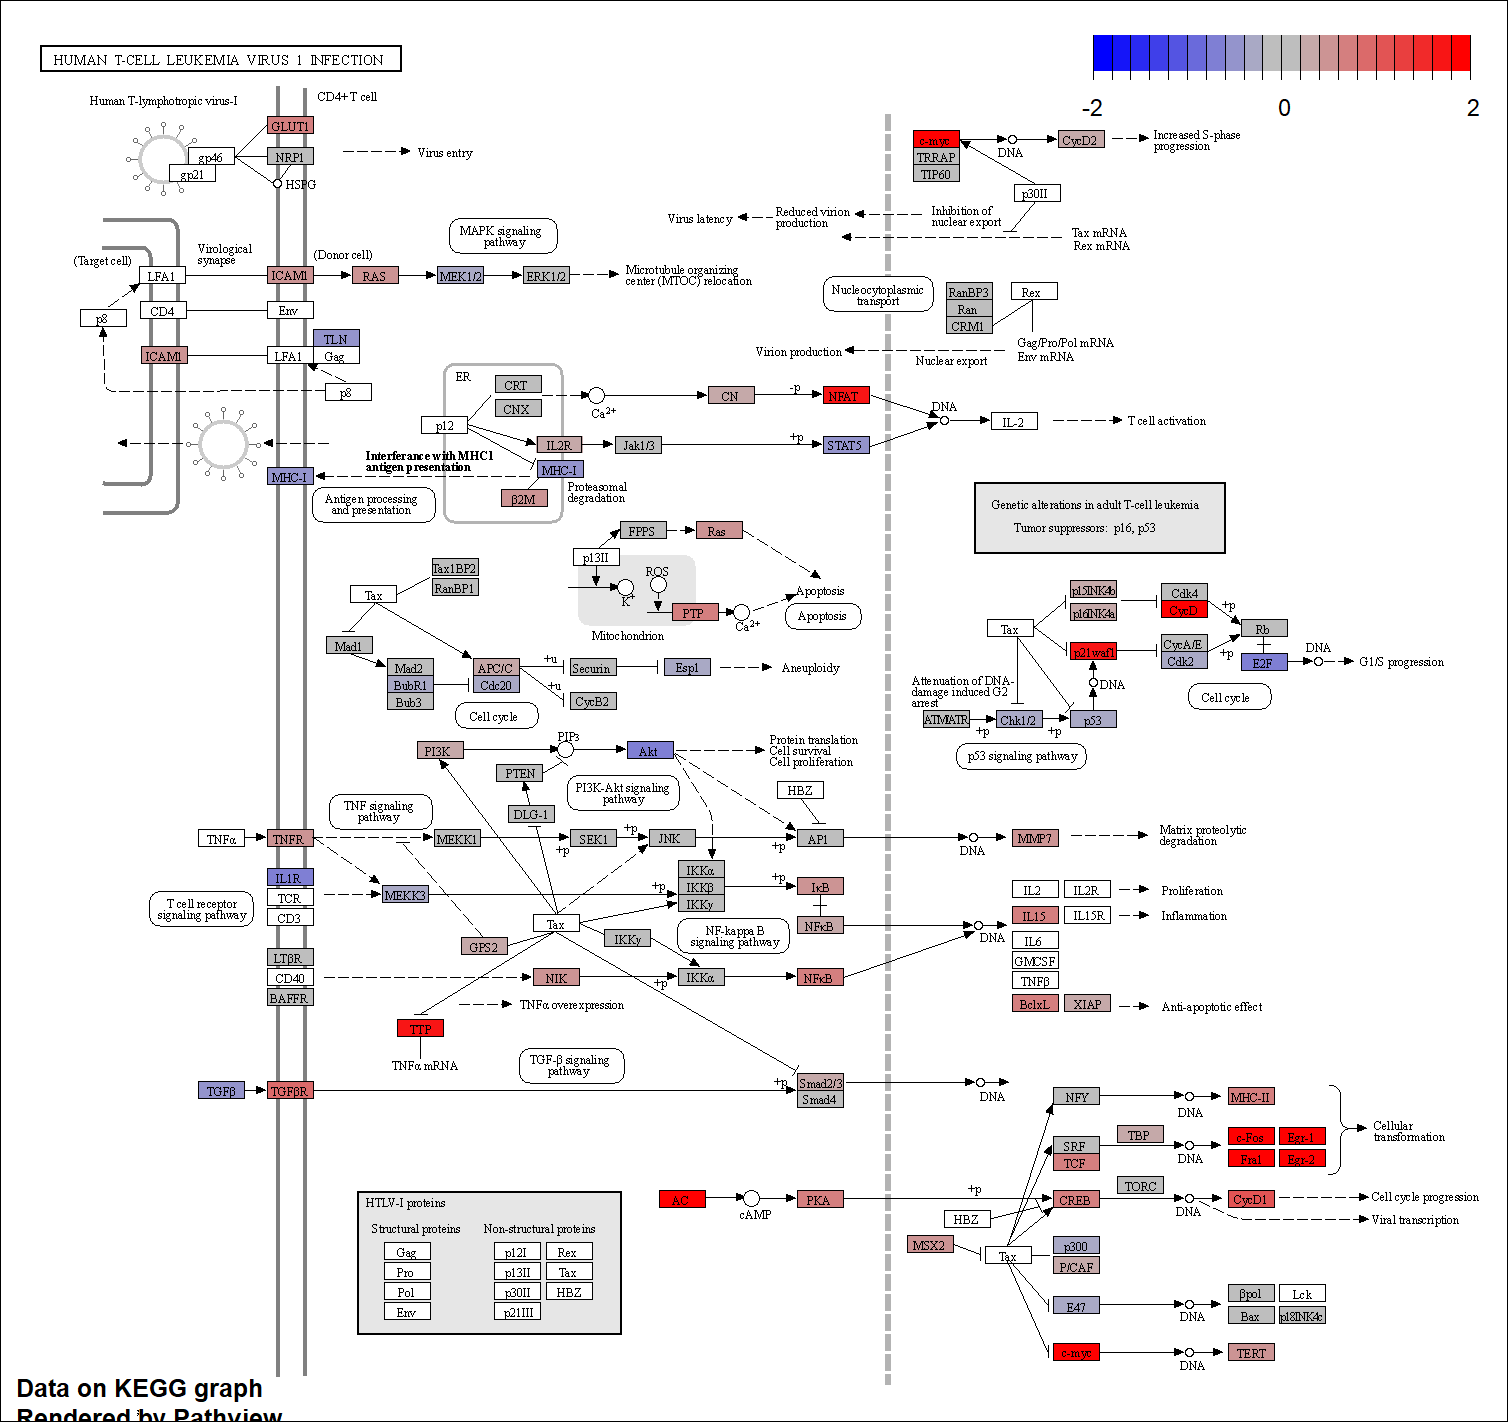 HUMAN T-CELL LEUKEMIA VIRUS 1 INFECTION
-2
0
2
Human T-lymphotropic virus-I
CD4+ T cell
GLUT1
gp46
NRP1
gp21
HSPG
Virus entry
c-myc
TRRAP
TIP60
DNA
CycD2
Increased S-phase
progression
p30II
Virus latency
Reduced virion
production
Inhibition of
nuclear export
Tax mRNA
Rex mRNA
MAPK signaling
pathway
(Target cell)
Virological
synapse
(Donor cell)
LFA1
ICAM1
RAS
MEK1/2
ERK1/2
Microtubule organizing
center (MTOC) relocation
Nucleocytoplasmic
transport
RanBP3
Ran
CRM1
Rex
Gag/Pro/Pol mRNA
Env mRNA
Virion production
Nuclear export
p8
CD4
Env
TLN
ICAM1
LFA1
Gag
p8
ER
CRT
CNX
p12
Ca2+
CN
-p
NFAT
DNA
IL-2
T cell activation
IL2R
Jak1/3
+p
STAT5
Interferance with MHC1
antigen presentation
MHC-I
MHC-I
β2M
Proteasomal
degradation
Antigen processing
and presentation
Genetic alterations in adult T-cell leukemia
Tumor suppressors: p16, p53
FPPS
Ras
p13II
ROS
K+
PTP
Ca2+
Mitochondrion
Apoptosis
Apoptosis
Tax1BP2
RanBP1
Tax
Mad1
Mad2
BubR1
Bub3
APC/C
Cdc20
+u
+u
Securin
CycB2
Esp1
Aneuploidy
Cell cycle
p15INK4b
p16INK4a
Cdk4
CycD
+p
Tax
p21waf1
CycA/E
Cdk2
+p
Rb
E2F
DNA
G1/S progression
Attenuation of DNA-
damage induced G2
arrest
DNA
ATM/ATR
+p
Chk1/2
+p
p53
Cell cycle
p53 signaling pathway
PI3K
PIP3
Akt
Protein translation
Cell survival
Cell proliferation
PTEN
PI3K-Akt signaling
pathway
HBZ
TNF signaling
pathway
DLG-1
TNFα
TNFR
MEKK1
+p
SEK1
+p
JNK
+p
AP1
DNA
MMP7
Matrix proteolytic
degradation
IL1R
TCR
CD3
T cell receptor
signaling pathway
MEKK3
+p
IKKα
IKKβ
IKKγ
+p
IκB
NFκB
DNA
IL2
IL2R
Proliferation
IL15
IL15R
Inflammation
IL6
GMCSF
TNFβ
BclxL
XIAP
Anti-apoptotic effect
Tax
GPS2
IKKγ
NF-kappa B
signaling pathway
LTβR
CD40
BAFFR
NIK
+p
IKKα
NFκB
TNFα overexpression
TTP
TNFα mRNA
TGF-β signaling
pathway
TGFβ
TGFβR
+p
Smad2/3
Smad4
DNA
NFY
DNA
MHC-II
SRF
TCF
TBP
DNA
c-Fos
Egr-1
Fra1
Egr-2
Cellular
transformation
AC
cAMP
PKA
+p
CREB
TORC
DNA
CycD1
Cell cycle progression
Viral transcription
HBZ
MSX2
Tax
p300
P/CAF
E47
DNA
βpol
Lck
Bax
p18INK4c
c-myc
DNA
TERT
HTLV-I proteins
Structural proteins
Non-structural proteins
Gag
p12I
Rex
Pro
p13II
Tax
Pol
p30II
HBZ
Env
p21III
Data on KEGG graph
Rendered by Pathview